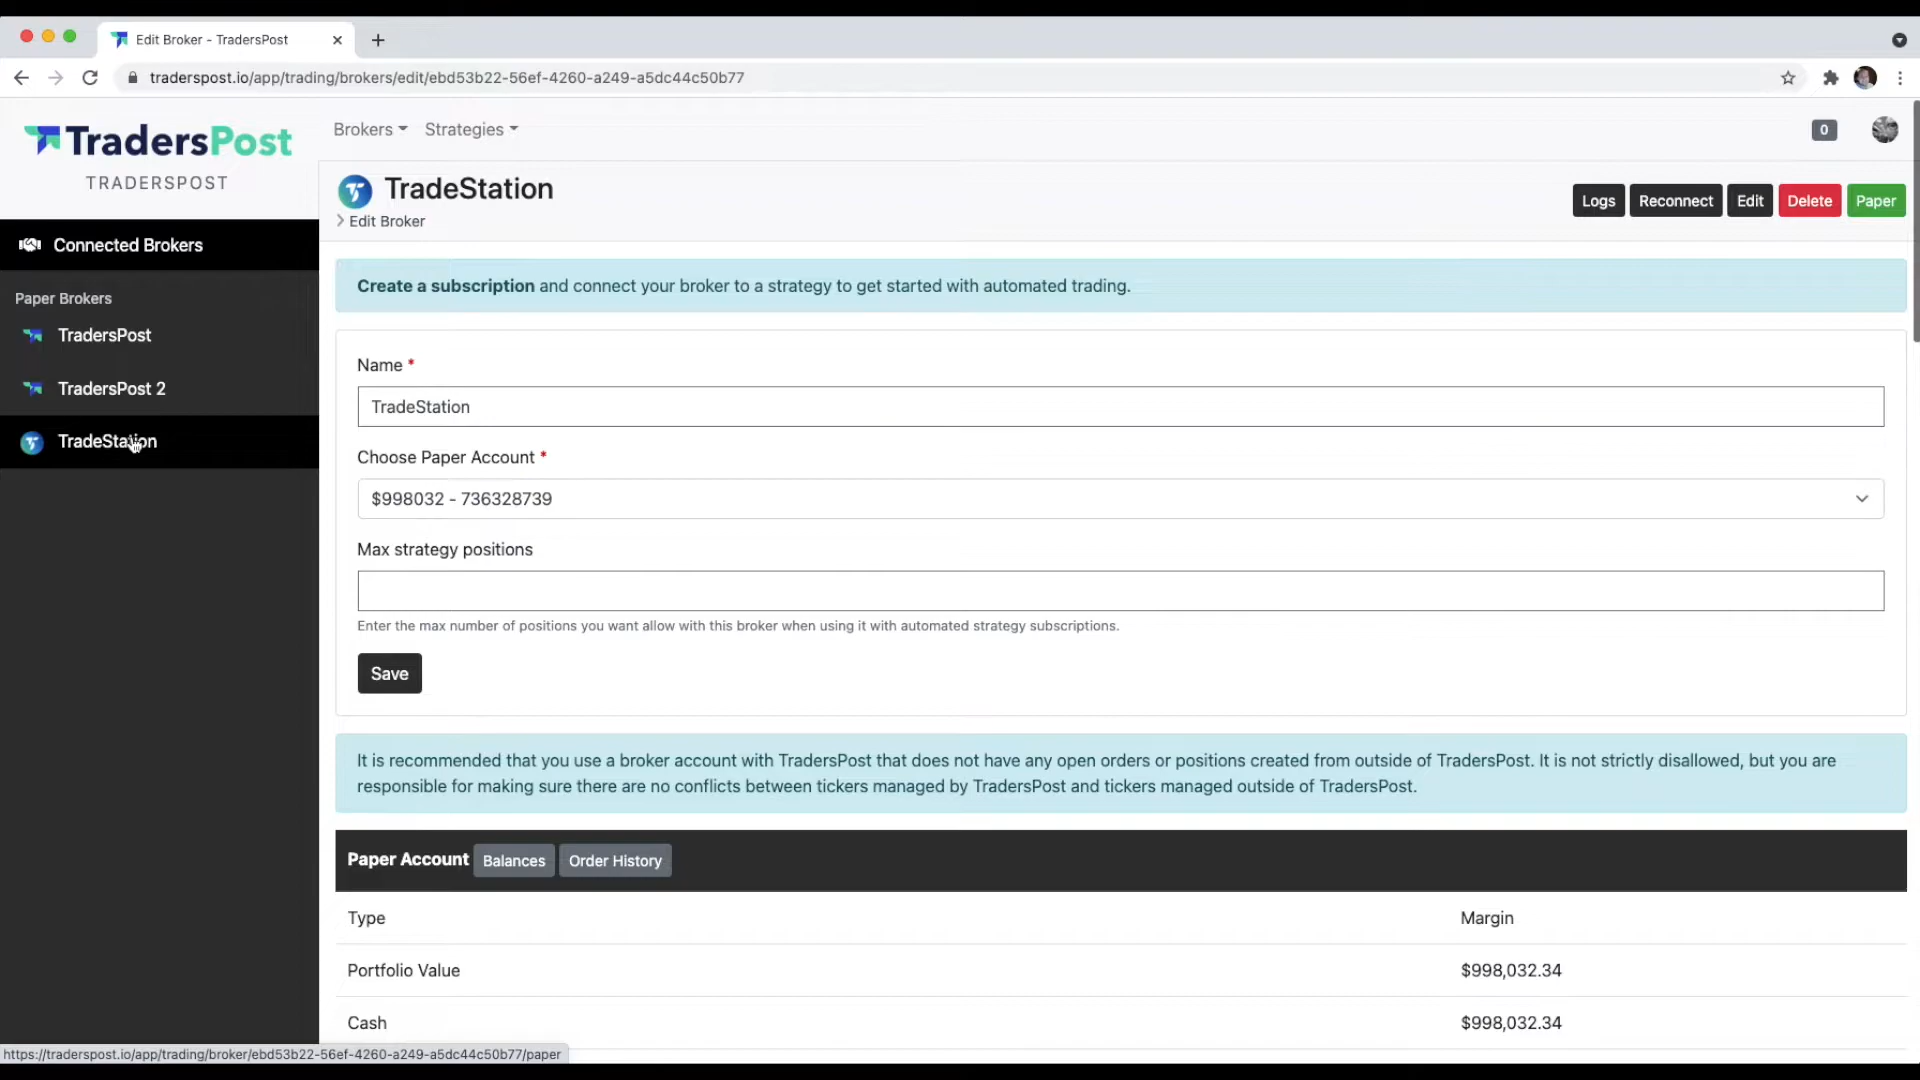 Edit Broker - TradersPost
traderspost.io/app/trading/brokers/edit/ebd53b22-56ef-4260-a249-a5dc44c50b77
TradersPost
TRADERSPOST
Brokers
Strategies
0
TradeStation
Edit Broker
Logs
Reconnect
Edit
Delete
Paper
Connected Brokers
Paper Brokers
TradersPost
TradersPost 2
TradeStation
Create a subscription and connect your broker to a strategy to get started with automated trading.
Name *
TradeStation
Choose Paper Account *
$998032 - 736328739
Max strategy positions
Enter the max number of positions you want allow with this broker when using it with automated strategy subscriptions.
Save
It is recommended that you use a broker account with TradersPost that does not have any open orders or positions created from outside of TradersPost. It is not strictly disallowed, but you are
responsible for making sure there are no conflicts between tickers managed by TradersPost and tickers managed outside of TradersPost.
Paper Account
Balances
Order History
Type
Margin
Portfolio Value
$998,032.34
Cash
$998,032.34
https://traderspost.io/app/trading/broker/ebd53b22-56ef-4260-a249-a5dc44c50b77/paper